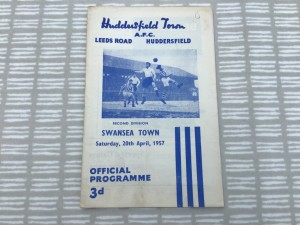 Huddersfield Town
A.F.C.
LEEDS ROAD HUDDERSFIELD
SECOND DIVISION
SWANSEA TOWN
Saturday, 20th April, 1957
OFFICIAL
PROGRAMME
3d